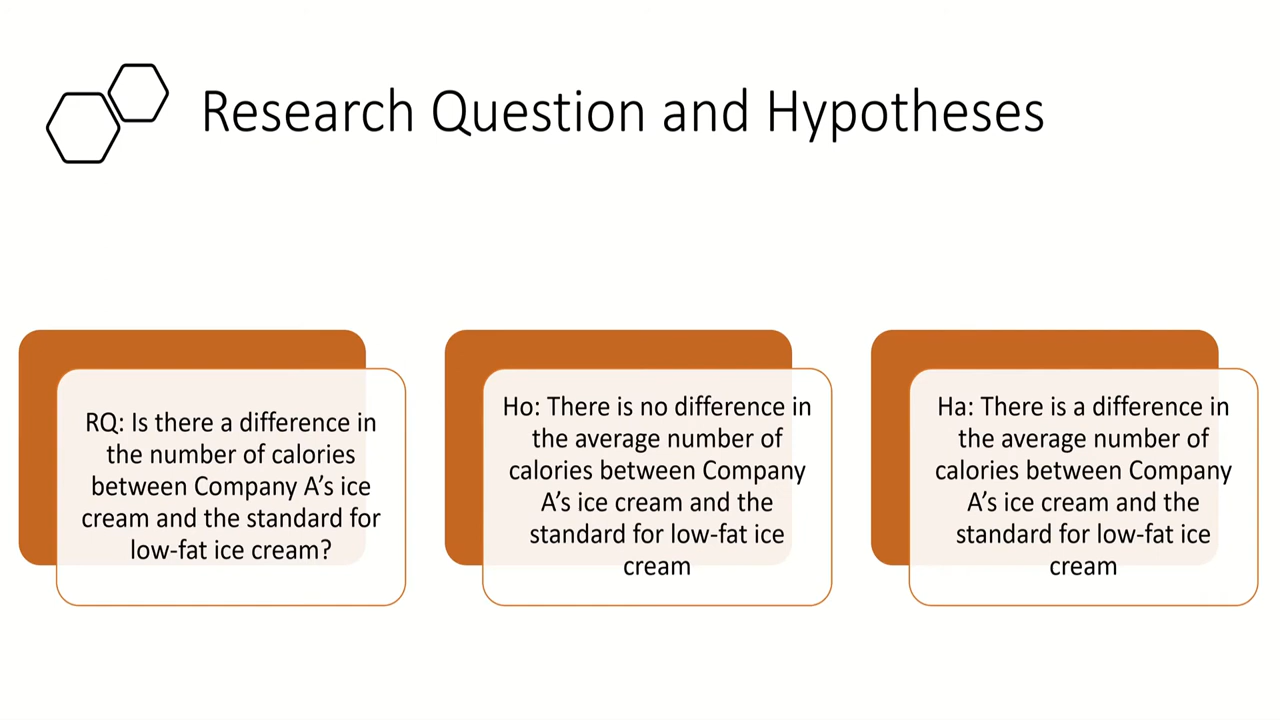 Research Question and Hypotheses
RQ: Is there a difference in
the number of calories
between Company A’s ice
cream and the standard for
low-fat ice cream?
Ho: There is no difference in
the average number of
calories between Company
A’s ice cream and the
standard for low-fat ice
cream
Ha: There is a difference in
the average number of
calories between Company
A’s ice cream and the
standard for low-fat ice
cream